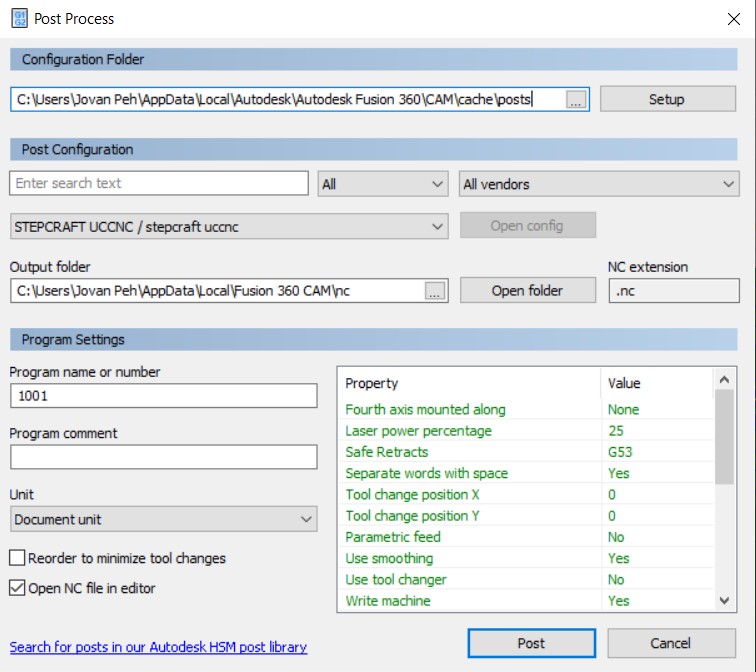 G1
G2
Post Process
Configuration Folder
C:\Users\Jovan Peh\AppData\Local\Autodesk\Autodesk Fusion 360\CAM\cache\posts
...
Setup
Post Configuration
Enter search text
All
All vendors
STEPCRAFT UCCNC / stepcraft uccnc
Open config
Output folder
NC extension
C:\Users\Jovan Peh\AppData\Local\Fusion 360 CAM\nc
...
Open folder
.nc
Program Settings
Program name or number
1001
Program comment
Unit
Document unit
Reorder to minimize tool changes
Open NC file in editor
Property Value
Fourth axis mounted along None
Laser power percentage 25
Safe Retracts G53
Separate words with space Yes
Tool change position X 0
Tool change position Y 0
Parametric feed No
Use smoothing Yes
Use tool changer No
Write machine Yes
Search for posts in our Autodesk HSM post library
Post
Cancel